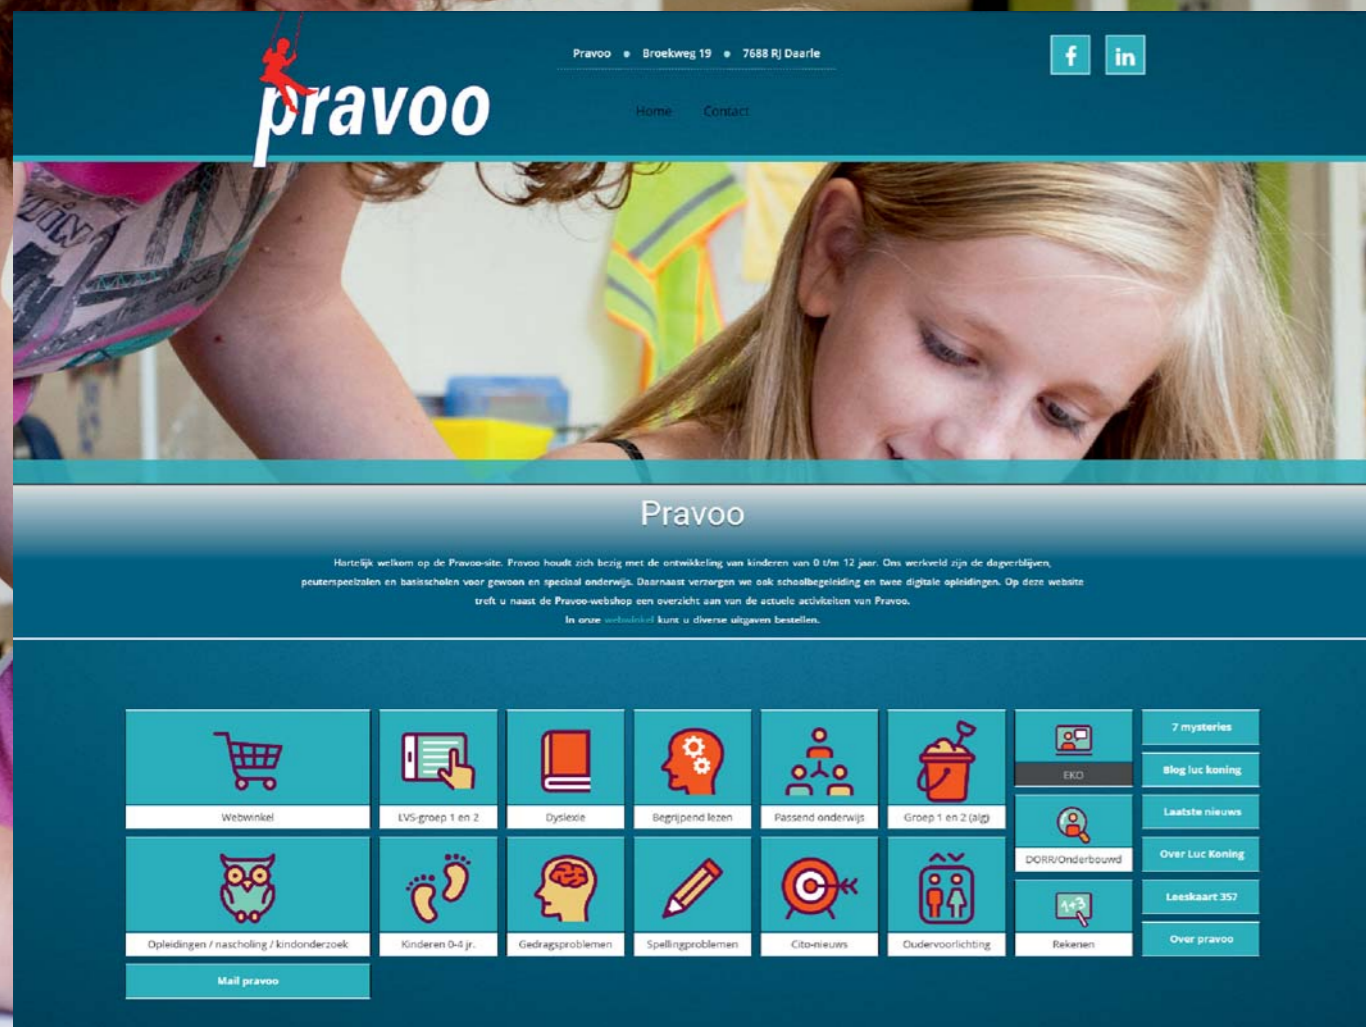 pravoo
Pravoo • Broekweg 19 • 7688 RJ Daarle
f in
Home Contact
Pravoo
Hartelijk welkom op de Pravoo-site. Pravoo houdt zich bezig met de ontwikkeling van kinderen van 0 t/m 12 jaar. Ons werkveld zijn de dagverblijven,
peuterspeelzalen en basisscholen voor gewoon en speciaal onderwijs. Daarnaast verzorgen we ook schoolbegeleiding en twee digitale opleidingen. Op deze website
treft u naast de Pravoo-webshop een overzicht aan van de actuele activiteiten van Pravoo.
In onze webwinkel kunt u diverse uitgaven bestellen.
Webwinkel
LVS-groep 1 en 2
Dyslexie
Begrijpend lezen
Passend onderwijs
Groep 1 en 2 (alg)
EKO
DORR/Onderbouwd
1+3
Rekenen
Opleidingen / nascholing / kindonderzoek
Kinderen 0-4 jr.
Gedragsproblemen
Spellingproblemen
Cito-nieuws
Oudervoorlichting
7 mysteries
Blog luc koning
Laatste nieuws
Over Luc Koning
Leeskaart 357
Over pravoo
Mail pravoo